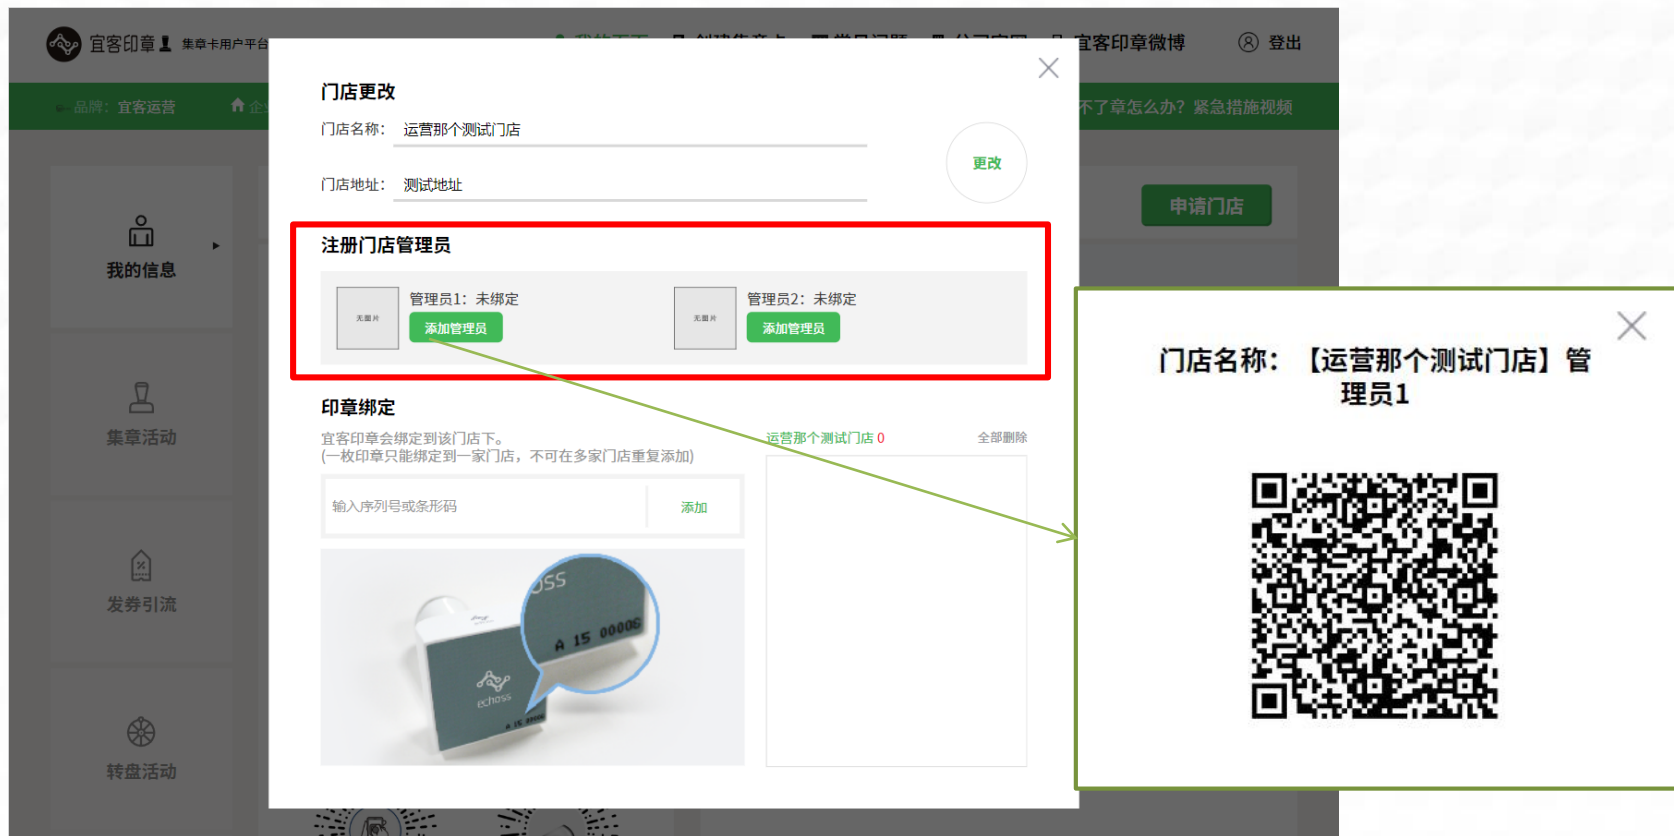 宜客印章 集章卡用户平台
宜客印章微博
登出
品牌：宜客运营
不了章怎么办？紧急措施视频
我的信息
集章活动
发券引流
转盘活动
申请门店
门店更改
门店名称： 运营那个测试门店
门店地址： 测试地址
更改
注册门店管理员
无图片
管理员1：未绑定
添加管理员
无图片
管理员2：未绑定
添加管理员
印章绑定
宜客印章会绑定到该门店下。
(一枚印章只能绑定到一家门店，不可在多家门店重复添加)
输入序列号或条形码
添加
运营那个测试门店 0
全部删除
oss
A 15 00006
echoss
A 15 00006
门店名称：【运营那个测试门店】管
理员1